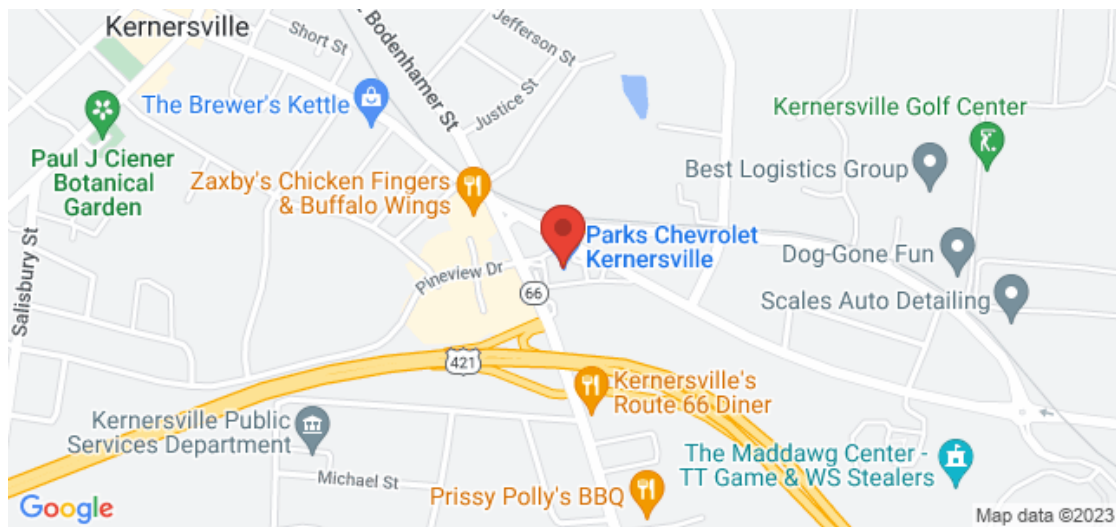 Kernersville
Short St
Bodenhamer St
Jefferson St
Justice St
The Brewer's Kettle
Kernersville Golf Center
Paul J Ciener
Botanical
Garden
Best Logistics Group
Zaxby's Chicken Fingers
& Buffalo Wings
Parks Chevrolet
Kernersville
Dog-Gone Fun
Salisbury St
Pineview Dr
66
Scales Auto Detailing
421
Kernersville's
Route 66 Diner
Kernersville Public
Services Department
The Maddawg Center -
TT Game & WS Stealers
Michael St
Prissy Polly's BBQ
Google
Map data ©2023